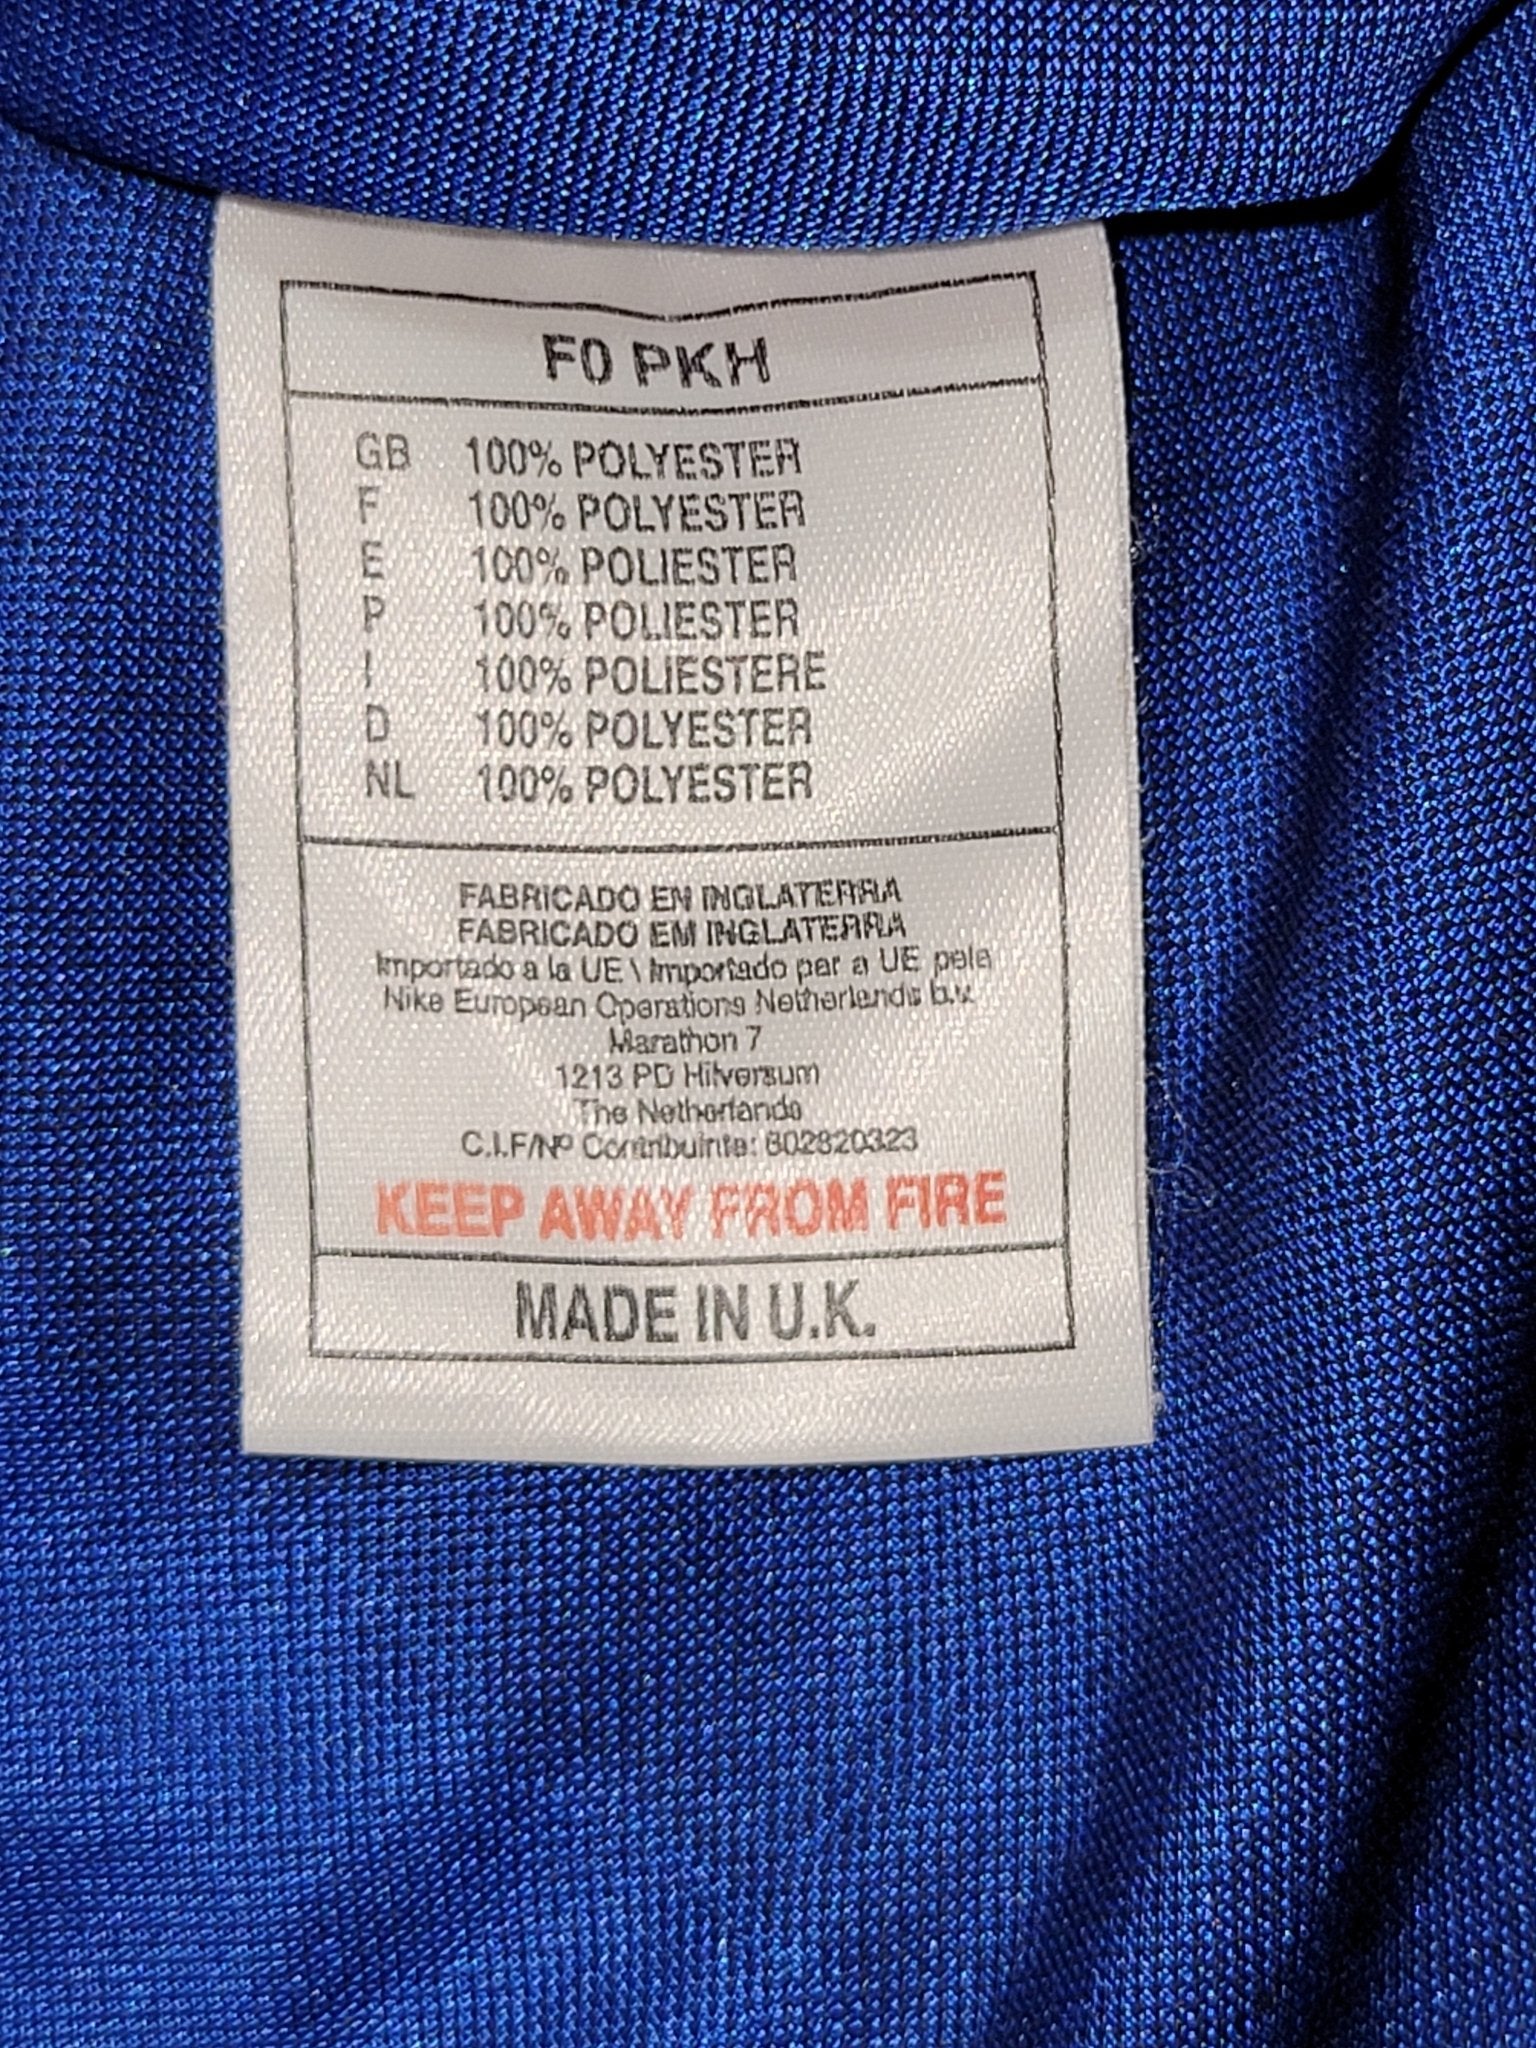 F0 PKH
GB 100% POLYESTER
F 100% POLYESTER
E 100% POLIESTER
P 100% POLIESTER
I 100% POLIESTERE
D 100% POLYESTER
NL 100% POLYESTER
FABRICADO EN INGLATERRA
FABRICADO EM INGLATERRA
Importado a la UE \ Importado par a UE pela
Nike European Operations Netherlands b.v.
Marathon 7
1213 PD Hilversum
The Netherlands
C.I.F/Nº Contribuinte: 802820323
KEEP AWAY FROM FIRE
MADE IN U.K.